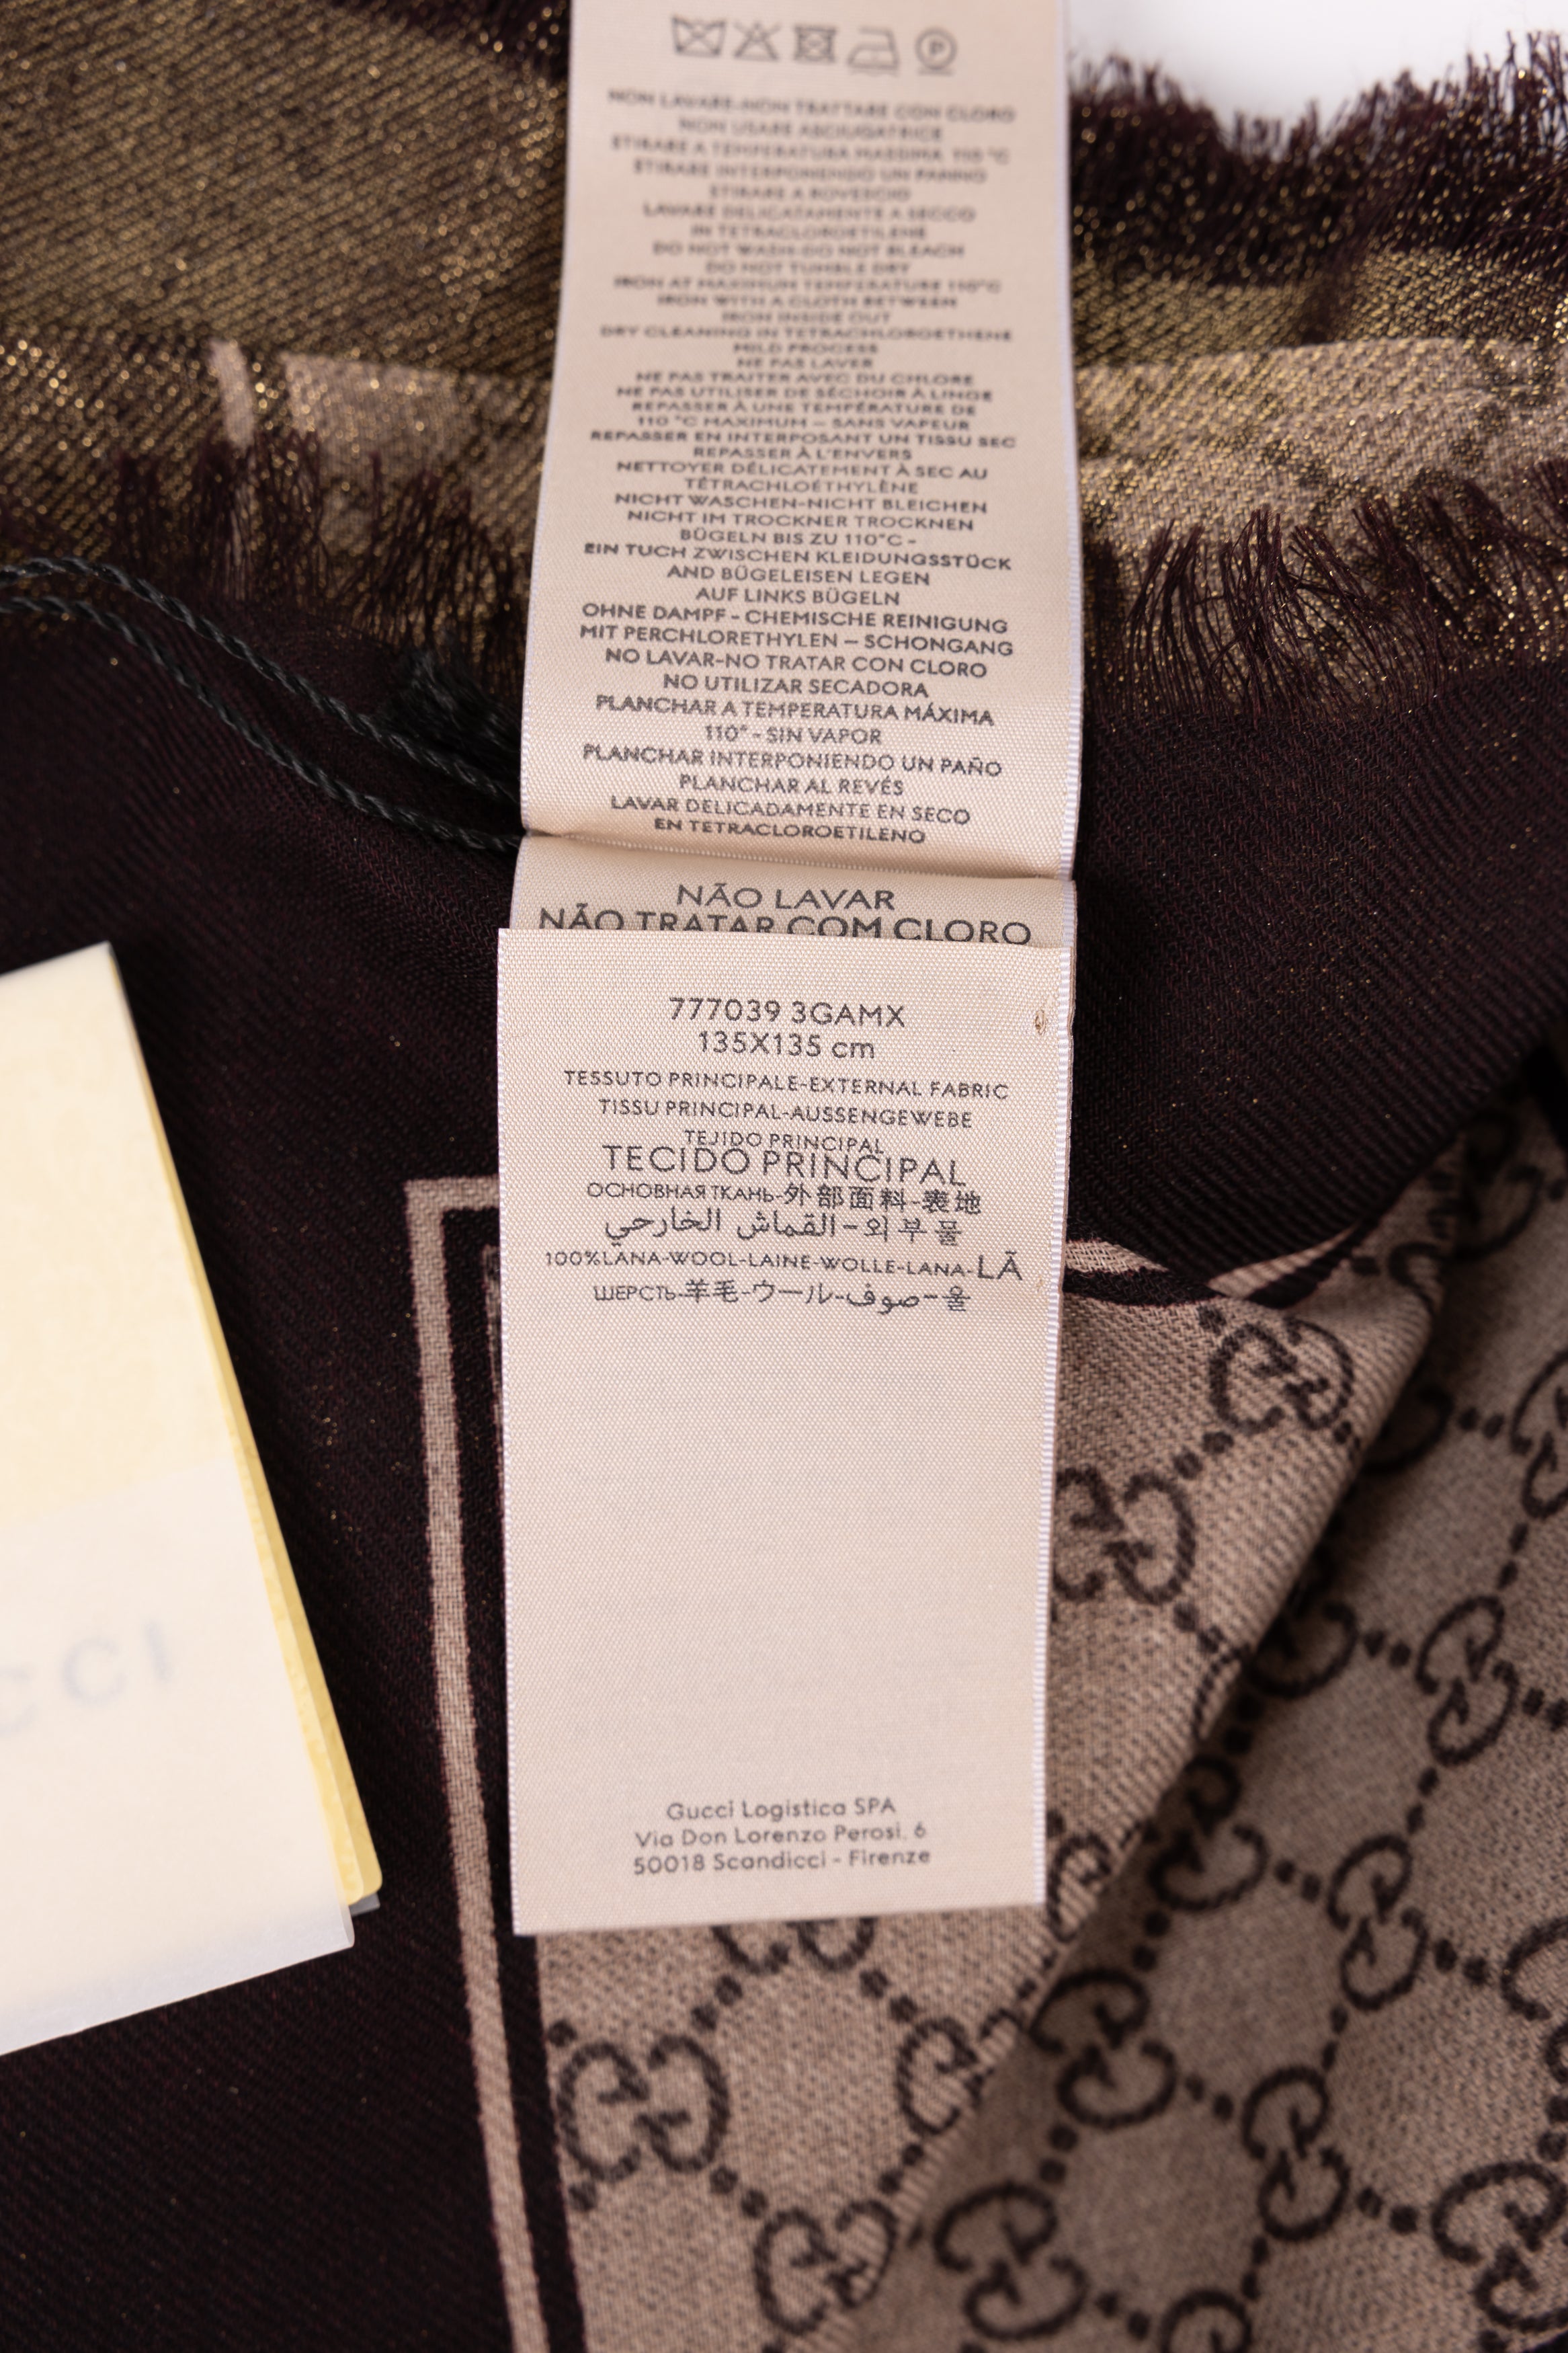 P
NON LAVARE-NON TRATTARE CON CLORO
NON USARE ASCIUGATRICE
STIRARE A TEMPERATURA MASSIMA 110 °C
STIRARE INTERPONIENDO UN PANNO
STIRARE A ROVESCIO
LAVARE DELICATAMENTE A SECCO
IN TETRACLOROETILENE
DO NOT WASH-DO NOT BLEACH
DO NOT TUMBLE DRY
IRON AT MAXIMUM TEMPERATURE 110°C
IRON WITH A CLOTH BETWEEN
IRON INSIDE OUT
DRY CLEANING IN TETRACHLOROETHENE
MILD PROCESS
NE PAS LAVER
NE PAS TRAITER AVEC DU CHLORE
NE PAS UTILISER DE SÉCHOIR À LINGE
REPASSER À UNE TEMPÉRATURE DE
110 °C MAXIMUM – SANS VAPEUR
REPASSER EN INTERPOSANT UN TISSU SEC
REPASSER À L'ENVERS
NETTOYER DÉLICATEMENT À SEC AU
TÉTRACHLOÉTHYLÈNE
NICHT WASCHEN-NICHT BLEICHEN
NICHT IM TROCKNER TROCKNEN
BÜGELN BIS ZU 110°C -
EIN TUCH ZWISCHEN KLEIDUNGSSTÜCK
AND BÜGELEISEN LEGEN
AUF LINKS BÜGELN
OHNE DAMPF - CHEMISCHE REINIGUNG
MIT PERCHLORETHYLEN – SCHONGANG
NO LAVAR-NO TRATAR CON CLORO
NO UTILIZAR SECADORA
PLANCHAR A TEMPERATURA MÁXIMA
110° - SIN VAPOR
PLANCHAR INTERPONIENDO UN PAÑO
PLANCHAR AL REVÉS
LAVAR DELICADAMENTE EN SECO
EN TETRACLOROETILENO
NÃO LAVAR
NÃO TRATAR COM CLORO
777039 3GAMX
135X135 cm
TESSUTO PRINCIPALE-EXTERNAL FABRIC
TISSU PRINCIPAL-AUSSENGEWEBE
TEJIDO PRINCIPAL
TECIDO PRINCIPAL
ОСНОВНАЯ ТКАНЬ-外部面料-表地
القماش الخارجي-외부물
100%LANA-WOOL-LAINE-WOLLE-LANA-LÃ
ШЕРСТЬ-羊毛-ウール-صوف-울
Gucci Logistica SPA
Via Don Lorenzo Perosi, 6
50018 Scandicci - Firenze
CCI